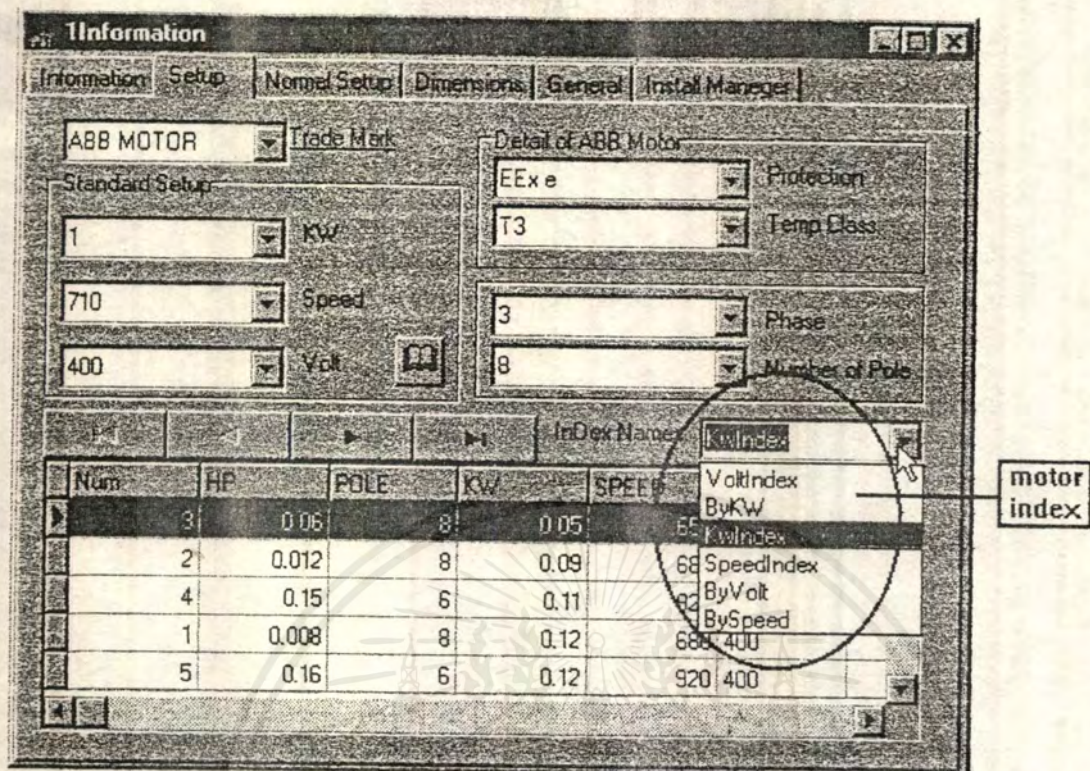 1Information
Information Setup Normal Setup Dimensions General Install Maneger
ABB MOTOR Trade Mark
Standard Setup
1 KW
710 Speed
400 Volt
Detail of ABB Motor
EEx e Protection
T3 Temp Class
3 Phase
8 Number of Pole
InDex Name KwIndex
VoltIndex
ByKW
KwIndex
SpeedIndex
ByVolt
BySpeed
motor
index
Num HP POLE KW SPEED
3 0.06 8 0.05
2 0.012 8 0.09 68
4 0.15 6 0.11
1 0.008 8 0.12 680 400
5 0.16 6 0.12 920 400